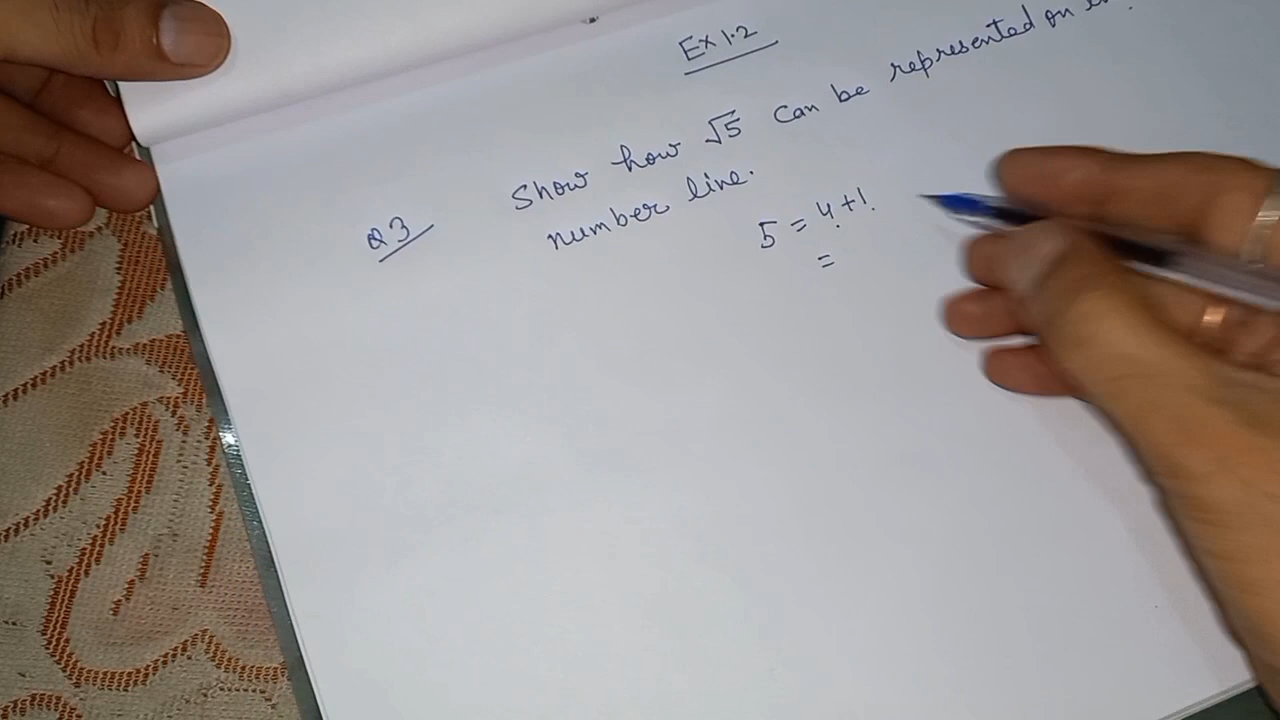 Ex 1.2
Q3 Show how √5 can be represented on
number line.
5 = 4 + 1.
=